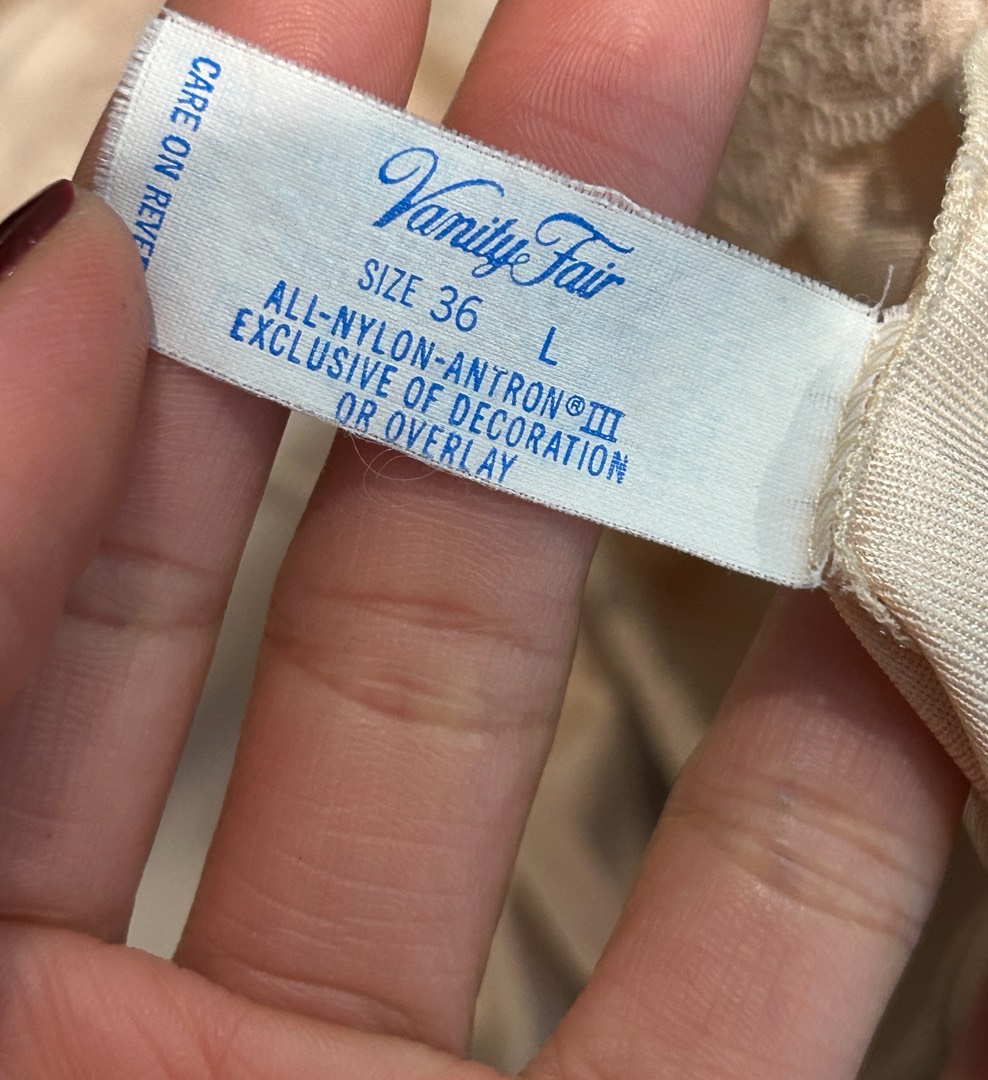 CARE ON REVE
Vanity Fair
SIZE 36 L
ALL-NYLON-ANTRON® III
EXCLUSIVE OF DECORATION
OR OVERLAY